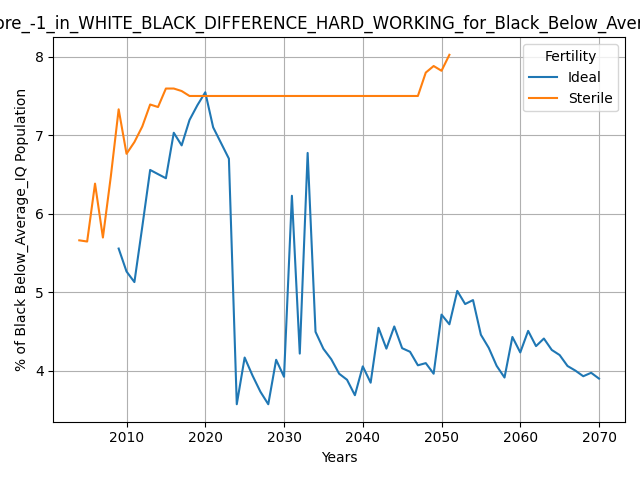 ore_-1_in_WHITE_BLACK_DIFFERENCE_HARD_WORKING_for_Black_Below_Aver
Fertility
Ideal
Sterile
% of Black Below_Average_IQ Population
8
7
6
5
4
2010 2020 2030 2040 2050 2060 2070
Years